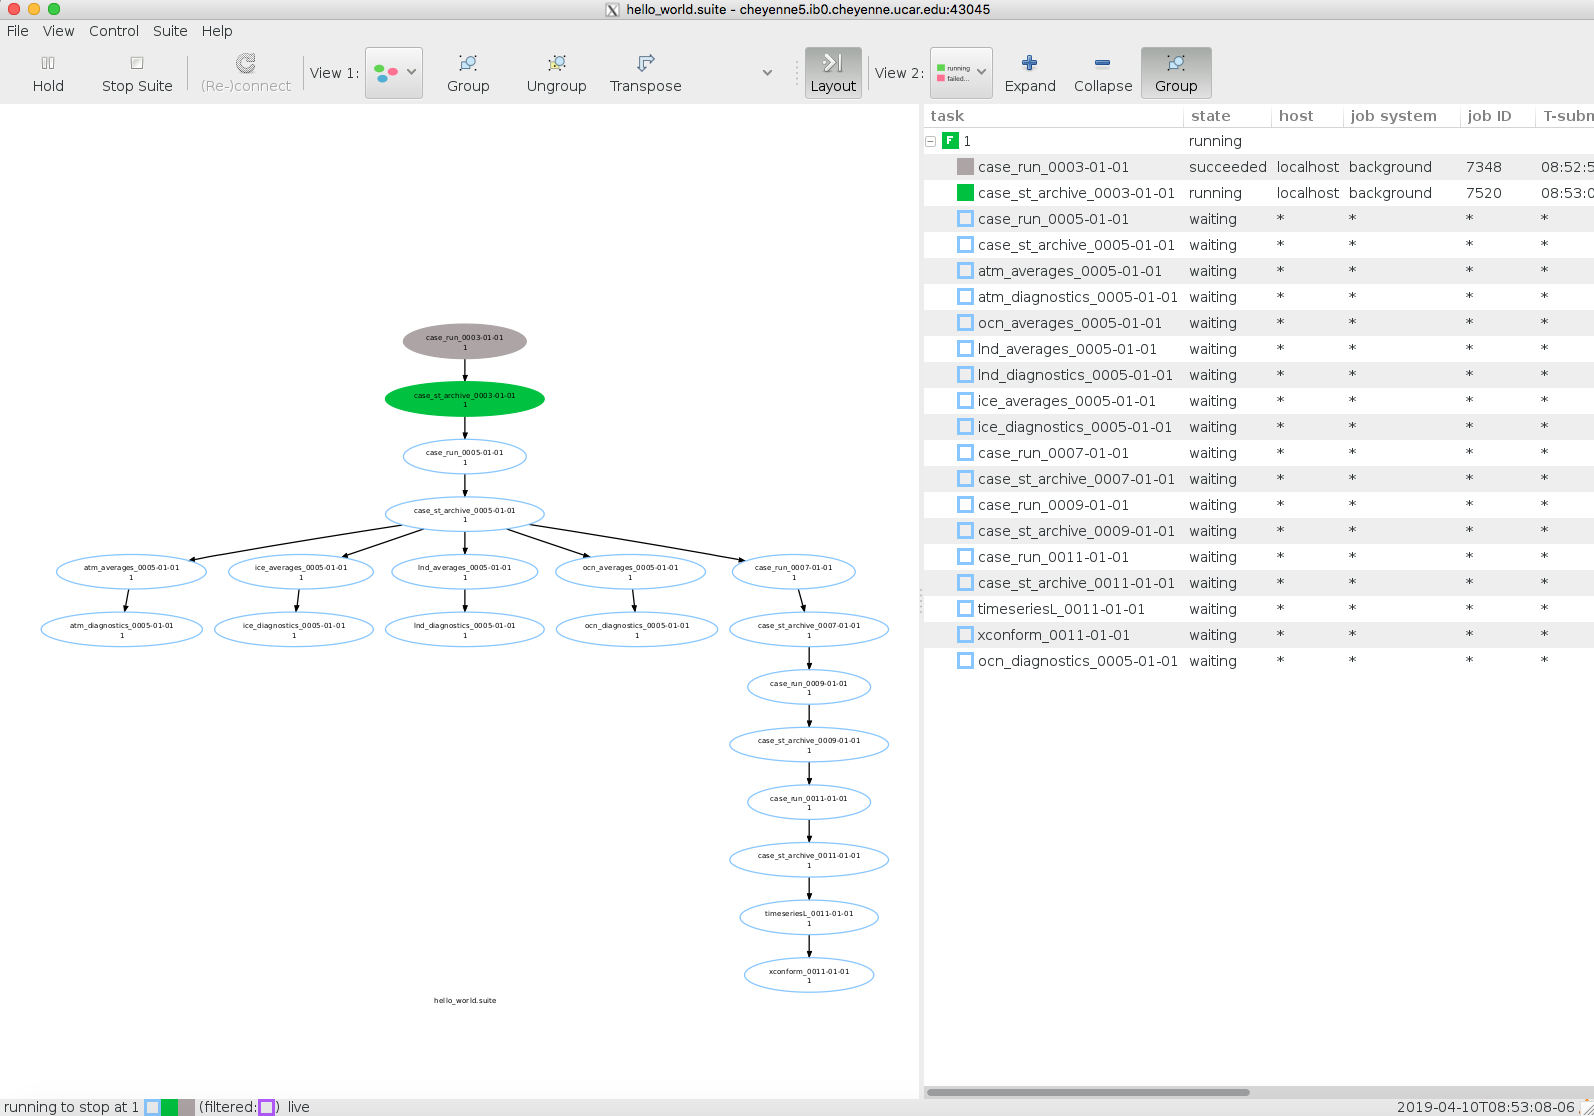 hello_world.suite - cheyenne5.ib0.cheyenne.ucar.edu:43045
File View Control Suite Help
Hold Stop Suite (Re-)connect View 1: Group Ungroup Transpose Layout View 2: running failed... Expand Collapse Group
case_run_0003-01-01
1
case_st_archive_0003-01-01
1
case_run_0005-01-01
1
case_st_archive_0005-01-01
1
atm_averages_0005-01-01 ice_averages_0005-01-01 lnd_averages_0005-01-01 ocn_averages_0005-01-01 case_run_0007-01-01
1 1 1 1 1
atm_diagnostics_0005-01-01 ice_diagnostics_0005-01-01 lnd_diagnostics_0005-01-01 ocn_diagnostics_0005-01-01 case_st_archive_0007-01-01
1 1 1 1 1
case_run_0009-01-01
1
case_st_archive_0009-01-01
1
case_run_0011-01-01
1
case_st_archive_0011-01-01
1
timeseriesL_0011-01-01
1
xconform_0011-01-01
1
hello_world.suite
task state host job system job ID T-subm
F 1 running
case_run_0003-01-01 succeeded localhost background 7348 08:52:5
case_st_archive_0003-01-01 running localhost background 7520 08:53:0
case_run_0005-01-01 waiting * * * *
case_st_archive_0005-01-01 waiting * * * *
atm_averages_0005-01-01 waiting * * * *
atm_diagnostics_0005-01-01 waiting * * * *
ocn_averages_0005-01-01 waiting * * * *
lnd_averages_0005-01-01 waiting * * * *
lnd_diagnostics_0005-01-01 waiting * * * *
ice_averages_0005-01-01 waiting * * * *
ice_diagnostics_0005-01-01 waiting * * * *
case_run_0007-01-01 waiting * * * *
case_st_archive_0007-01-01 waiting * * * *
case_run_0009-01-01 waiting * * * *
case_st_archive_0009-01-01 waiting * * * *
case_run_0011-01-01 waiting * * * *
case_st_archive_0011-01-01 waiting * * * *
timeseriesL_0011-01-01 waiting * * * *
xconform_0011-01-01 waiting * * * *
ocn_diagnostics_0005-01-01 waiting * * * *
running to stop at 1 (filtered: ) live 2019-04-10T08:53:08-06